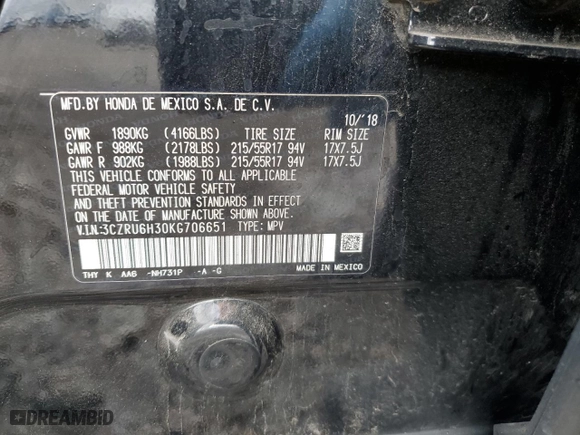 MFD.BY HONDA DE MEXICO S.A. DE C.V.
10/'18
GVWR 1890KG (4166LBS) TIRE SIZE RIM SIZE
GAWR F 988KG (2178LBS) 215/55R17 94V 17X7.5J
GAWR R 902KG (1988LBS) 215/55R17 94V 17X7.5J
THIS VEHICLE CONFORMS TO ALL APPLICABLE
FEDERAL MOTOR VEHICLE SAFETY
AND THEFT PREVENTION STANDARDS IN EFFECT
ON THE DATE OF MANUFACTURE SHOWN ABOVE.
V.I.N:3CZRU6H30KG706651 TYPE: MPV
THY K AA6 -NH731P -A -G
MADE IN MEXICO
DREAMBID